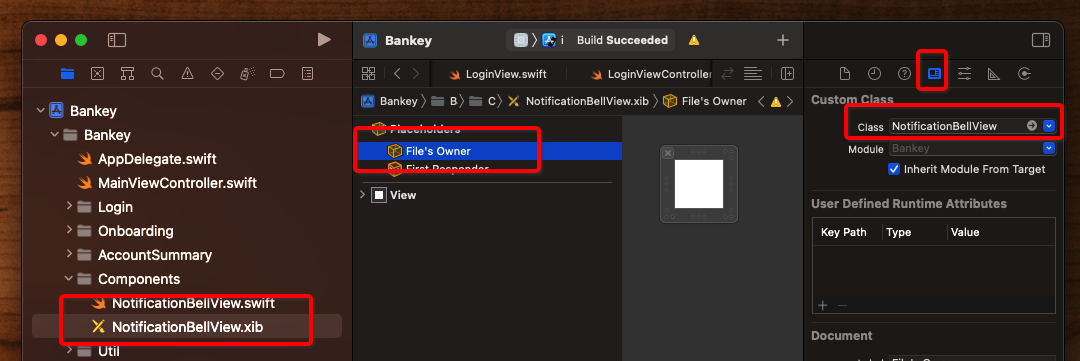 Bankey
i Build Succeeded
LoginView.swift
LoginViewController
Bankey
B
C
NotificationBellView.xib
File's Owner
Bankey
Bankey
AppDelegate.swift
MainViewController.swift
Login
Onboarding
AccountSummary
Components
NotificationBellView.swift
NotificationBellView.xib
Util
Placeholders
File's Owner
First Responder
View
Custom Class
Class NotificationBellView
Module Bankey
Inherit Module From Target
User Defined Runtime Attributes
Key Path Type Value
Document